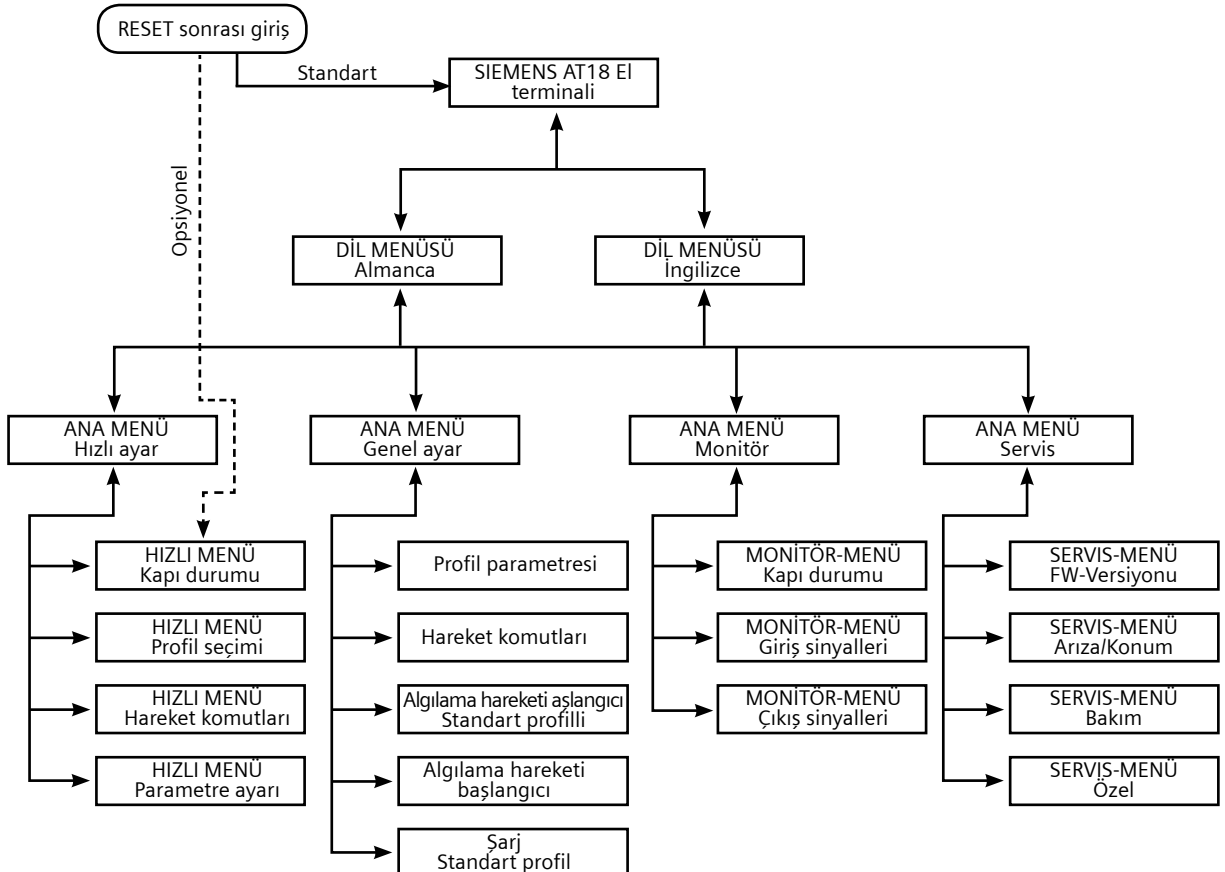 RESET sonrası giriş
Standart
SIEMENS AT18 El
terminali
Opsiyonel
DİL MENÜSÜ
Almanca
DİL MENÜSÜ
İngilizce
ANA MENÜ
Hızlı ayar
ANA MENÜ
Genel ayar
ANA MENÜ
Monitör
ANA MENÜ
Servis
HIZLI MENÜ
Kapı durumu
HIZLI MENÜ
Profil seçimi
HIZLI MENÜ
Hareket komutları
HIZLI MENÜ
Parametre ayarı
Profil parametresi
Hareket komutları
Algılama hareketi aşlangıcı
Standart profilli
Algılama hareketi
başlangıcı
Şarj
Standart profil
MONİTÖR-MENÜ
Kapı durumu
MONİTÖR-MENÜ
Giriş sinyalleri
MONİTÖR-MENÜ
Çıkış sinyalleri
SERVIS-MENÜ
FW-Versiyonu
SERVIS-MENÜ
Arıza/Konum
SERVIS-MENÜ
Bakım
SERVIS-MENÜ
Özel